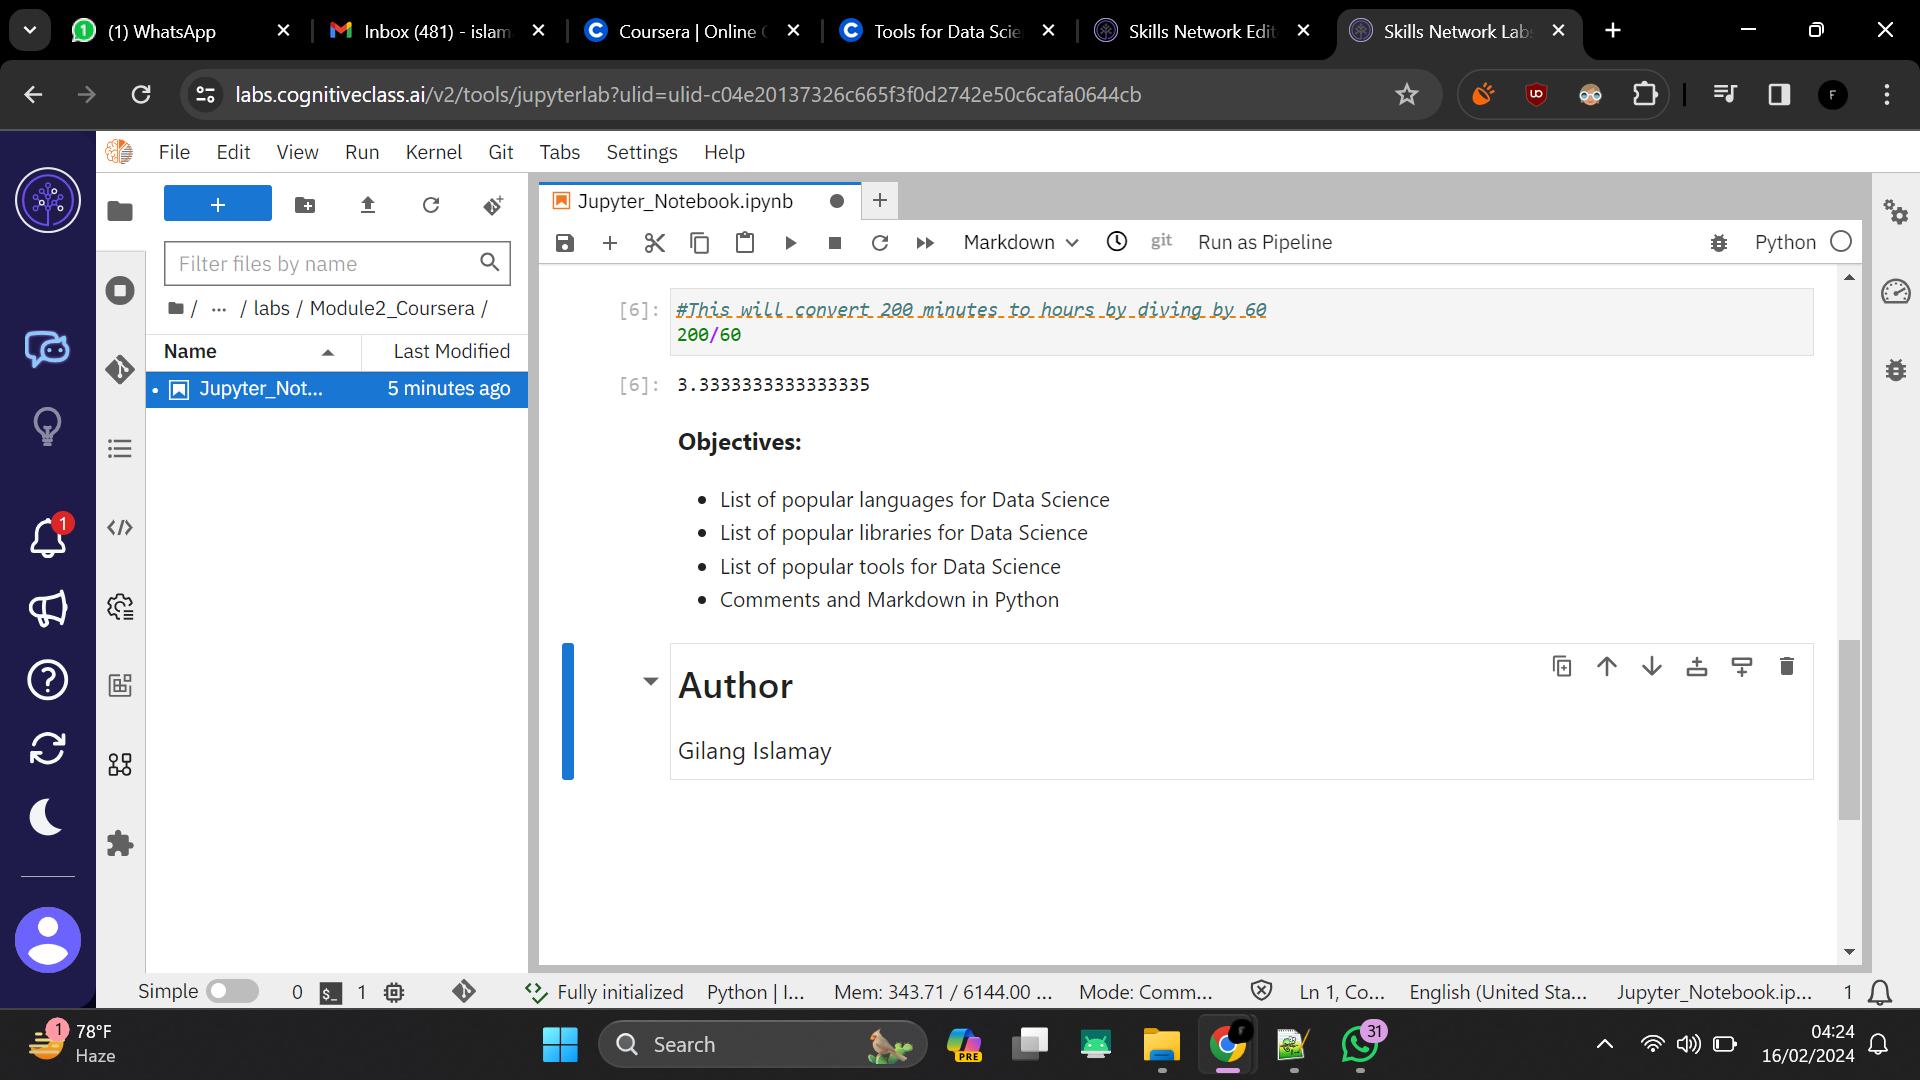 (1) WhatsApp
Inbox (481) - islam
Coursera | Online
Tools for Data Scie
Skills Network Edit
Skills Network Labs
labs.cognitiveclass.ai/v2/tools/jupyterlab?ulid=ulid-c04e20137326c665f3f0d2742e50c6cafa0644cb
F
File Edit View Run Kernel Git Tabs Settings Help
Jupyter_Notebook.ipynb
Markdown
git
Run as Pipeline
Python
Filter files by name
/ ... / labs / Module2_Coursera /
Name Last Modified
Jupyter_Not... 5 minutes ago
[6]: #This will convert 200 minutes to hours by diving by 60
200/60
[6]: 3.3333333333333335
Objectives:
• List of popular languages for Data Science
• List of popular libraries for Data Science
• List of popular tools for Data Science
• Comments and Markdown in Python
Author
Gilang Islamay
1
Simple 0 $_ 1 Fully initialized Python | I... Mem: 343.71 / 6144.00 ... Mode: Comm... Ln 1, Co... English (United Sta... Jupyter_Notebook.ip... 1
1 78°F
Haze
Search
PRE
31
04:24
16/02/2024